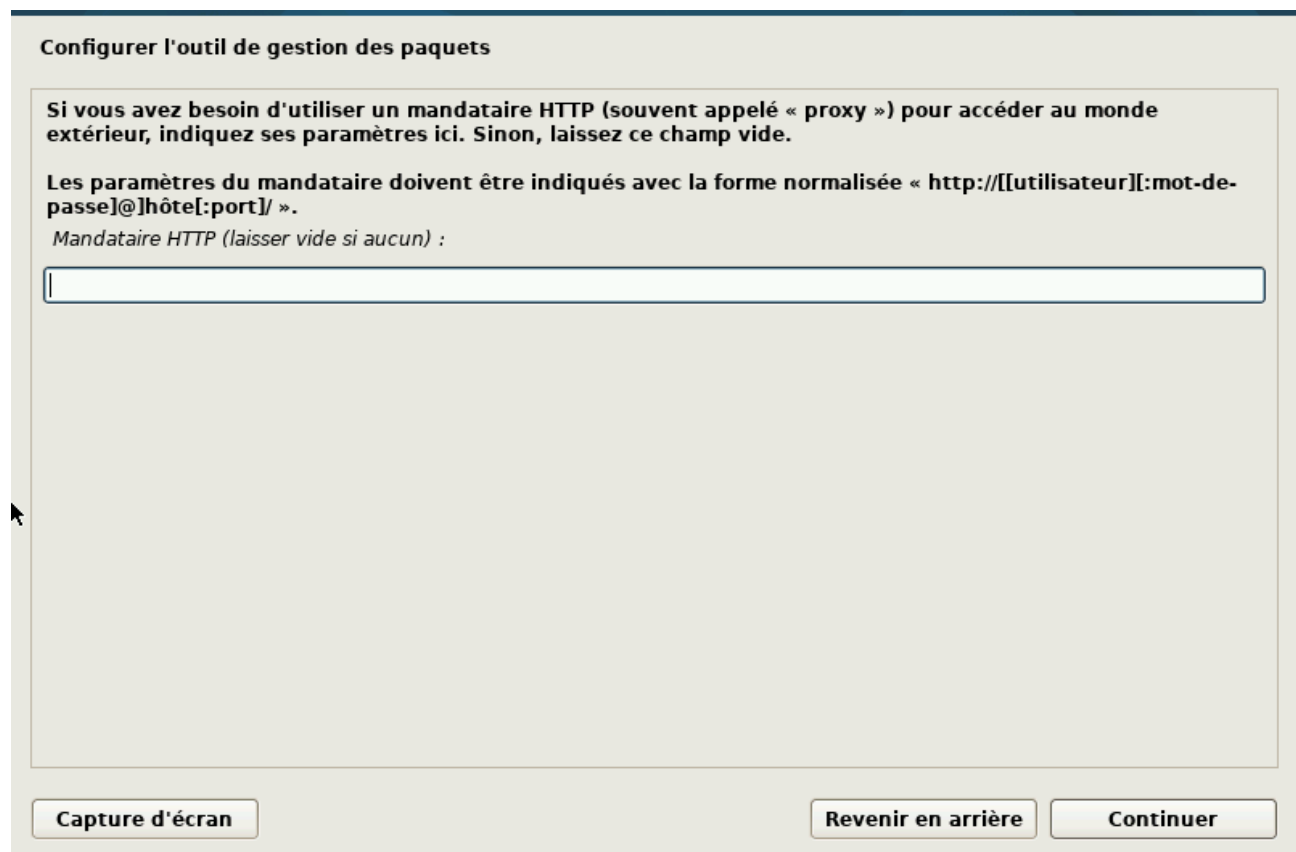 Configurer l'outil de gestion des paquets
Si vous avez besoin d'utiliser un mandataire HTTP (souvent appelé « proxy ») pour accéder au monde
extérieur, indiquez ses paramètres ici. Sinon, laissez ce champ vide.
Les paramètres du mandataire doivent être indiqués avec la forme normalisée « http://[[utilisateur][:mot-de-
passe]@]hôte[:port]/ ».
Mandataire HTTP (laisser vide si aucun) :
Capture d'écran
Revenir en arrière
Continuer